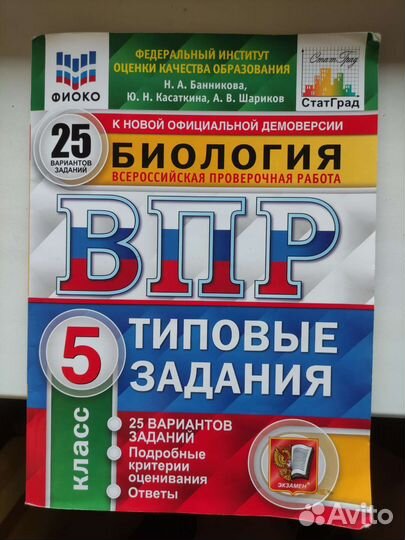 ФЕДЕРАЛЬНЫЙ ИНСТИТУТ
ОЦЕНКИ КАЧЕСТВА ОБРАЗОВАНИЯ
ФИОКО
Н. А. Банникова,
Ю. Н. Касаткина, А. В. Шариков
СтатГрад
СтатГрад
К НОВОЙ ОФИЦИАЛЬНОЙ ДЕМОВЕРСИИ
25
ВАРИАНТОВ
ЗАДАНИЙ
БИОЛОГИЯ
ВСЕРОССИЙСКАЯ ПРОВЕРОЧНАЯ РАБОТА
ВПР
5
класс
ТИПОВЫЕ
ЗАДАНИЯ
25 ВАРИАНТОВ
ЗАДАНИЙ
Подробные
критерии
оценивания
Ответы
ЭКЗАМЕН
Avito